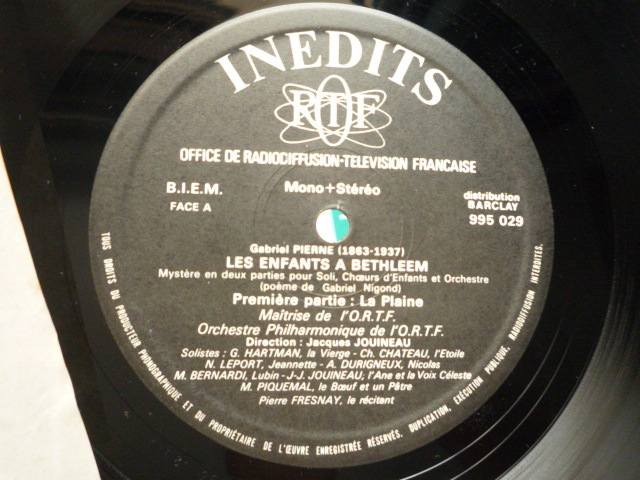 INEDITS
RTF
OFFICE DE RADIODIFFUSION-TELEVISION FRANCAISE
B.I.E.M.
FACE A
Mono+Stéréo
distribution
BARCLAY
995 029
Gabriel PIERNE (1863-1937)
LES ENFANTS A BETHLEEM
Mystère en deux parties pour Soli, Chœurs d'Enfants et Orchestre
(poème de Gabriel Nigond)
Première partie : La Plaine
Maîtrise de l'O.R.T.F.
Orchestre Philharmonique de l'O.R.T.F.
Direction : Jacques JOUINEAU
Solistes : G. HARTMAN, la Vierge - Ch. CHATEAU, l'Etoile
N. LEPORT, Jeannette - A. DURIGNEUX, Nicolas
M. BERNARDI, Lubin - J.-J. JOUINEAU, l'Ane et la Voix Céleste
M. PIQUEMAL, le Bœuf et un Pâtre
Pierre FRESNAY, le récitant
TOUS DROITS DU PRODUCTEUR PHONOGRAPHIQUE ET DU PROPRIÉTAIRE DE L'ŒUVRE ENREGISTRÉE RÉSERVÉS, DUPLICATION, EXÉCUTION PUBLIQUE, RADIODIFFUSION INTERDITES.